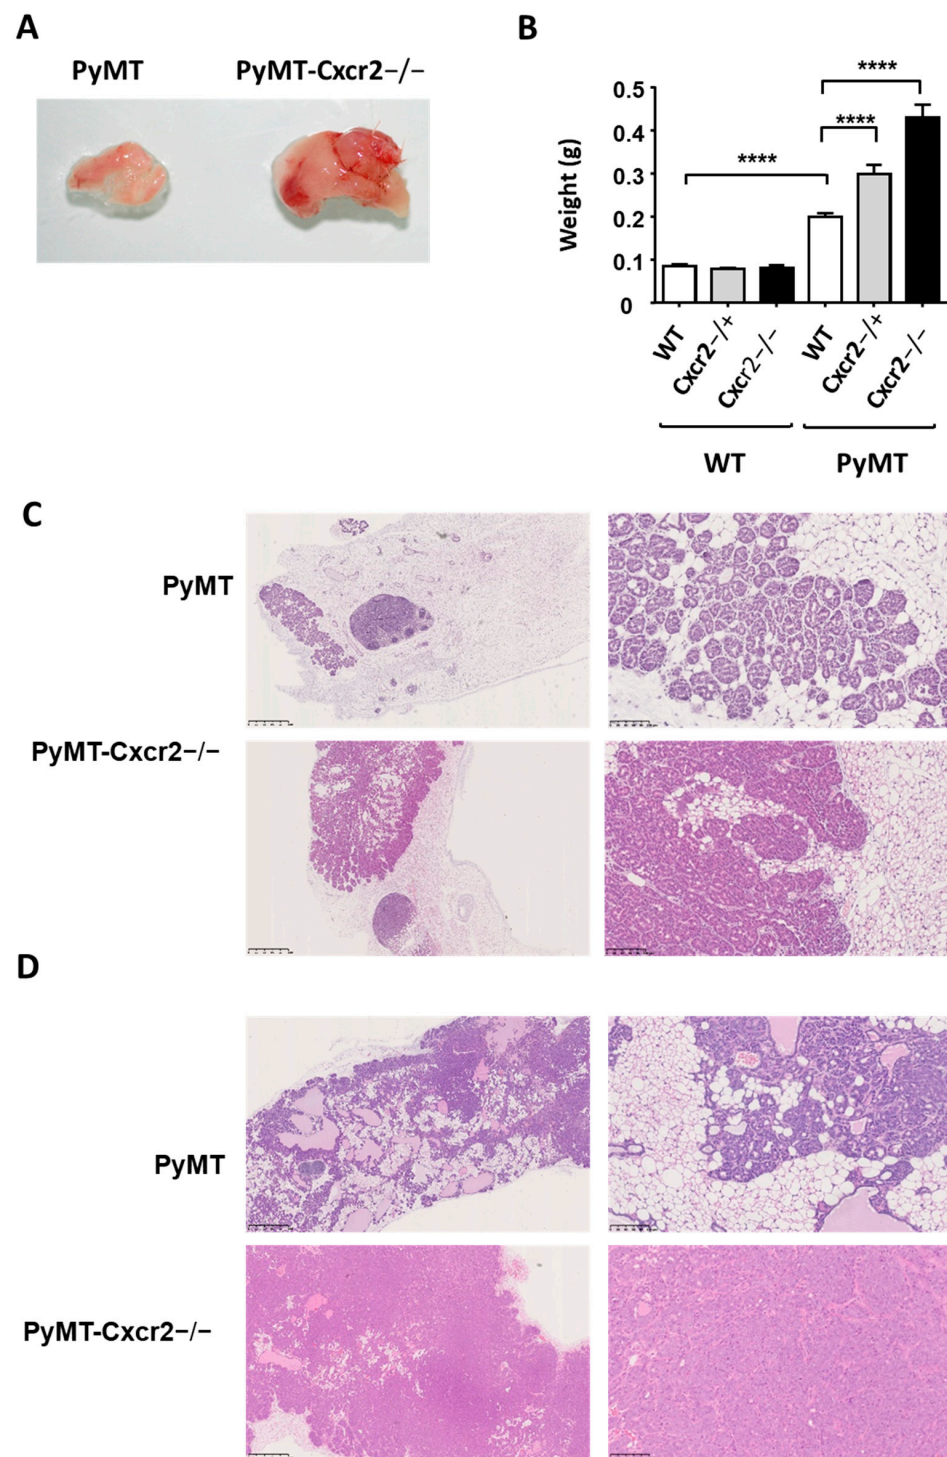 A
PyMT
PyMT-Cxcr2−/−
B
****
****
****
Weight (g)
0.5
0.4
0.3
0.2
0.1
0
WT
Cxcr2−/+
Cxcr2−/−
WT
Cxcr2−/+
Cxcr2−/−
WT
PyMT
C
PyMT
PyMT-Cxcr2−/−
D
PyMT
PyMT-Cxcr2−/−